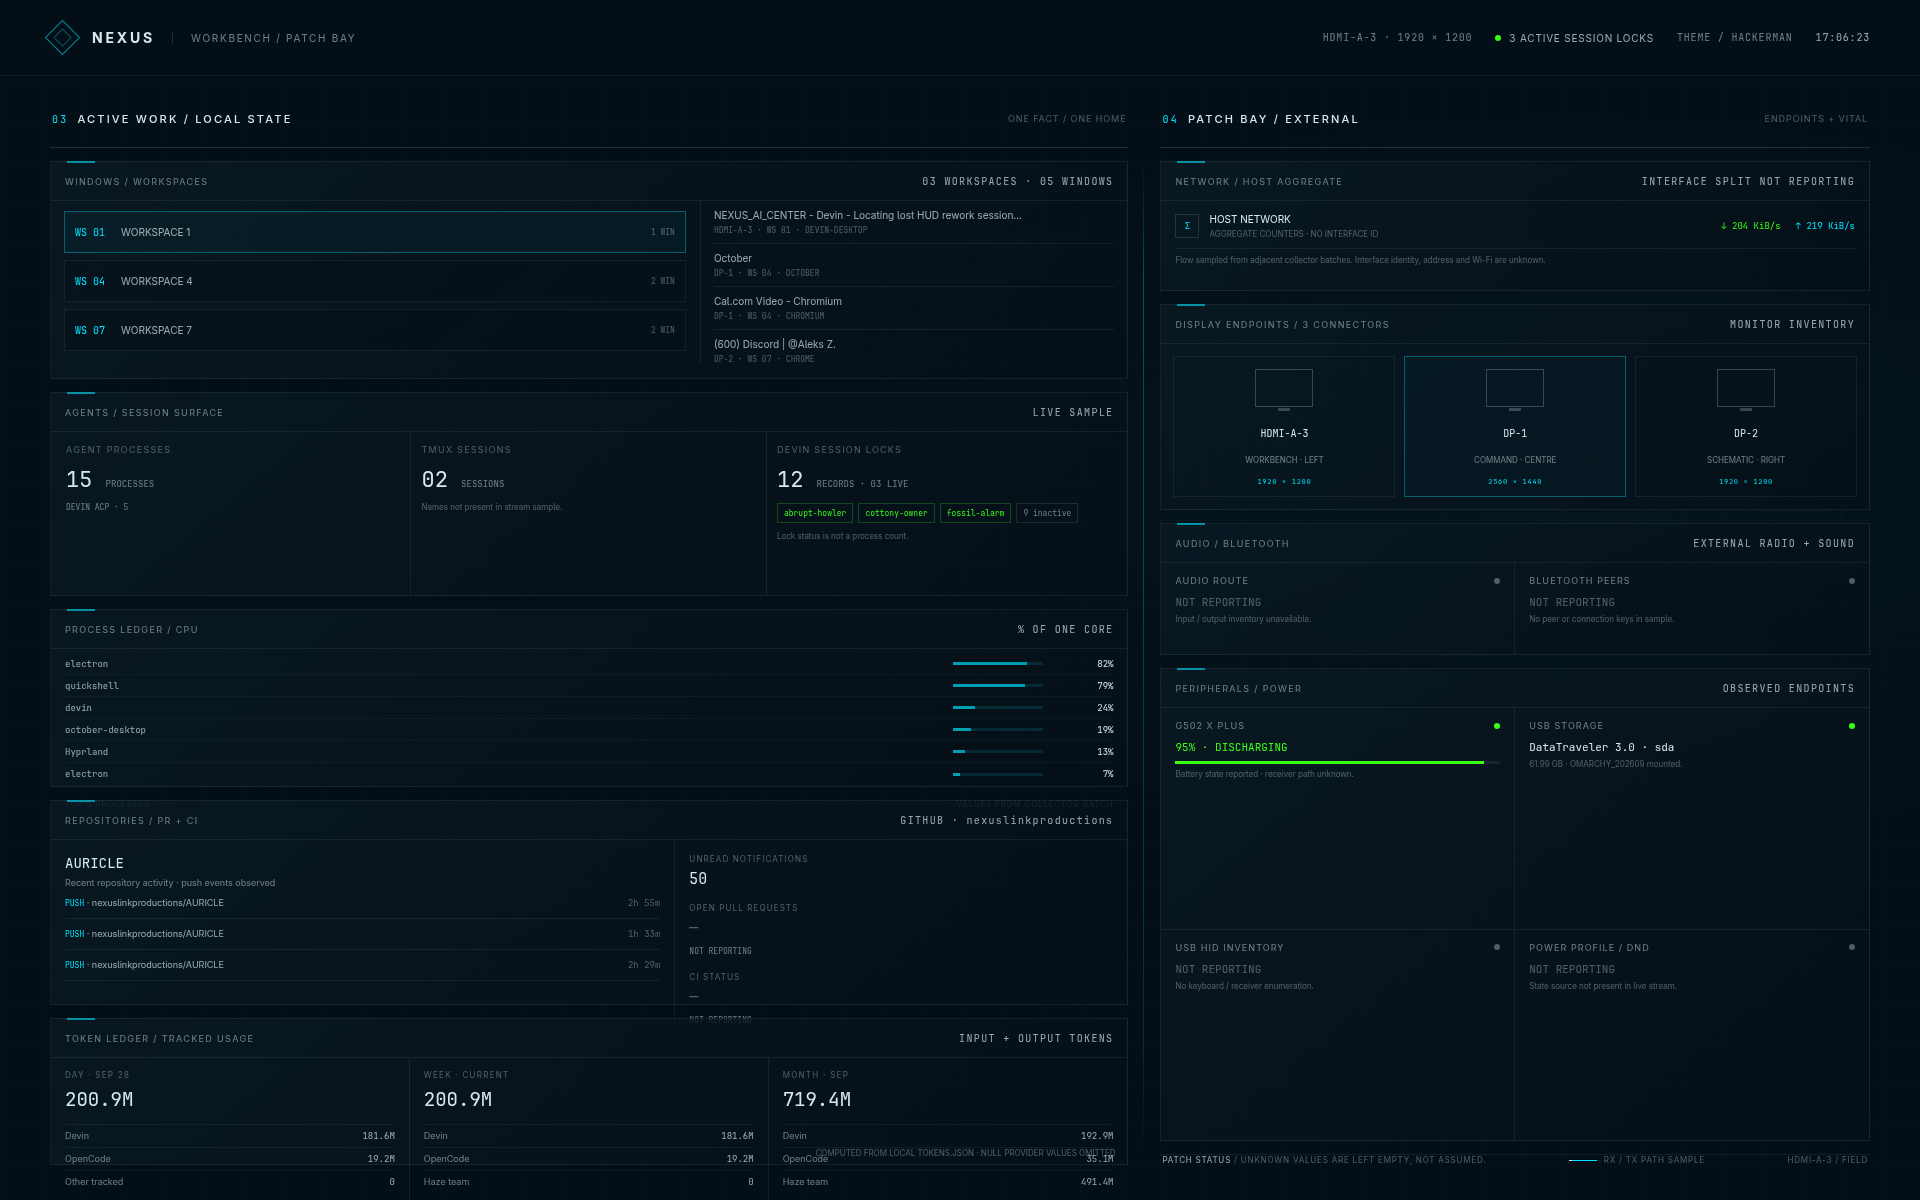 NEXUS
WORKBENCH / PATCH BAY
HDMI-A-3 · 1920 × 1200
3 ACTIVE SESSION LOCKS
THEME / HACKERMAN
17:06:23
03 ACTIVE WORK / LOCAL STATE
ONE FACT / ONE HOME
WINDOWS / WORKSPACES
03 WORKSPACES · 05 WINDOWS
WS 01 WORKSPACE 1 1 WIN
WS 04 WORKSPACE 4 2 WIN
WS 07 WORKSPACE 7 2 WIN
NEXUS_AI_CENTER - Devin - Locating lost HUD rework session...
HDMI-A-3 · WS 01 · DEVIN-DESKTOP
October
DP-1 · WS 04 · OCTOBER
Cal.com Video - Chromium
DP-1 · WS 04 · CHROMIUM
(600) Discord | @Aleks Z.
DP-2 · WS 07 · CHROME
AGENTS / SESSION SURFACE
LIVE SAMPLE
AGENT PROCESSES
15 PROCESSES
DEVIN ACP · 5
TMUX SESSIONS
02 SESSIONS
Names not present in stream sample.
DEVIN SESSION LOCKS
12 RECORDS · 03 LIVE
abrupt-howler cottony-owner fossil-alarm 9 inactive
Lock status is not a process count.
PROCESS LEDGER / CPU
% OF ONE CORE
electron 82%
quickshell 79%
devin 24%
october-desktop 19%
Hyprland 13%
electron 7%
PROCESSES
VALUES FROM COLLECTOR BATCH
REPOSITORIES / PR + CI
GITHUB · nexuslinkproductions
AURICLE
Recent repository activity · push events observed
PUSH · nexuslinkproductions/AURICLE 2h 55m
PUSH · nexuslinkproductions/AURICLE 1h 33m
PUSH · nexuslinkproductions/AURICLE 2h 29m
UNREAD NOTIFICATIONS
50
OPEN PULL REQUESTS
—
NOT REPORTING
CI STATUS
—
NOT REPORTING
TOKEN LEDGER / TRACKED USAGE
INPUT + OUTPUT TOKENS
DAY · SEP 28
200.9M
Devin 181.6M
OpenCode 19.2M
Other tracked 0
WEEK · CURRENT
200.9M
Devin 181.6M
OpenCode 19.2M
Haze team 0
MONTH · SEP
719.4M
Devin 192.9M
OpenCode 35.1M
Haze team 491.4M
COMPUTED FROM LOCAL TOKENS.JSON · NULL PROVIDER VALUES OMITTED
04 PATCH BAY / EXTERNAL
ENDPOINTS + VITAL
NETWORK / HOST AGGREGATE
INTERFACE SPLIT NOT REPORTING
Σ HOST NETWORK
AGGREGATE COUNTERS · NO INTERFACE ID
↓ 204 KiB/s ↑ 219 KiB/s
Flow sampled from adjacent collector batches. Interface identity, address and Wi-Fi are unknown.
DISPLAY ENDPOINTS / 3 CONNECTORS
MONITOR INVENTORY
HDMI-A-3
WORKBENCH · LEFT
1920 × 1200
DP-1
COMMAND · CENTRE
2560 × 1440
DP-2
SCHEMATIC · RIGHT
1920 × 1200
AUDIO / BLUETOOTH
EXTERNAL RADIO + SOUND
AUDIO ROUTE
NOT REPORTING
Input / output inventory unavailable.
BLUETOOTH PEERS
NOT REPORTING
No peer or connection keys in sample.
PERIPHERALS / POWER
OBSERVED ENDPOINTS
G502 X PLUS
95% · DISCHARGING
Battery state reported · receiver path unknown.
USB STORAGE
DataTraveler 3.0 · sda
61.99 GB · OMARCHY_202609 mounted.
USB HID INVENTORY
NOT REPORTING
No keyboard / receiver enumeration.
POWER PROFILE / DND
NOT REPORTING
State source not present in live stream.
PATCH STATUS / UNKNOWN VALUES ARE LEFT EMPTY, NOT ASSUMED.
RX / TX PATH SAMPLE
HDMI-A-3 / FIELD